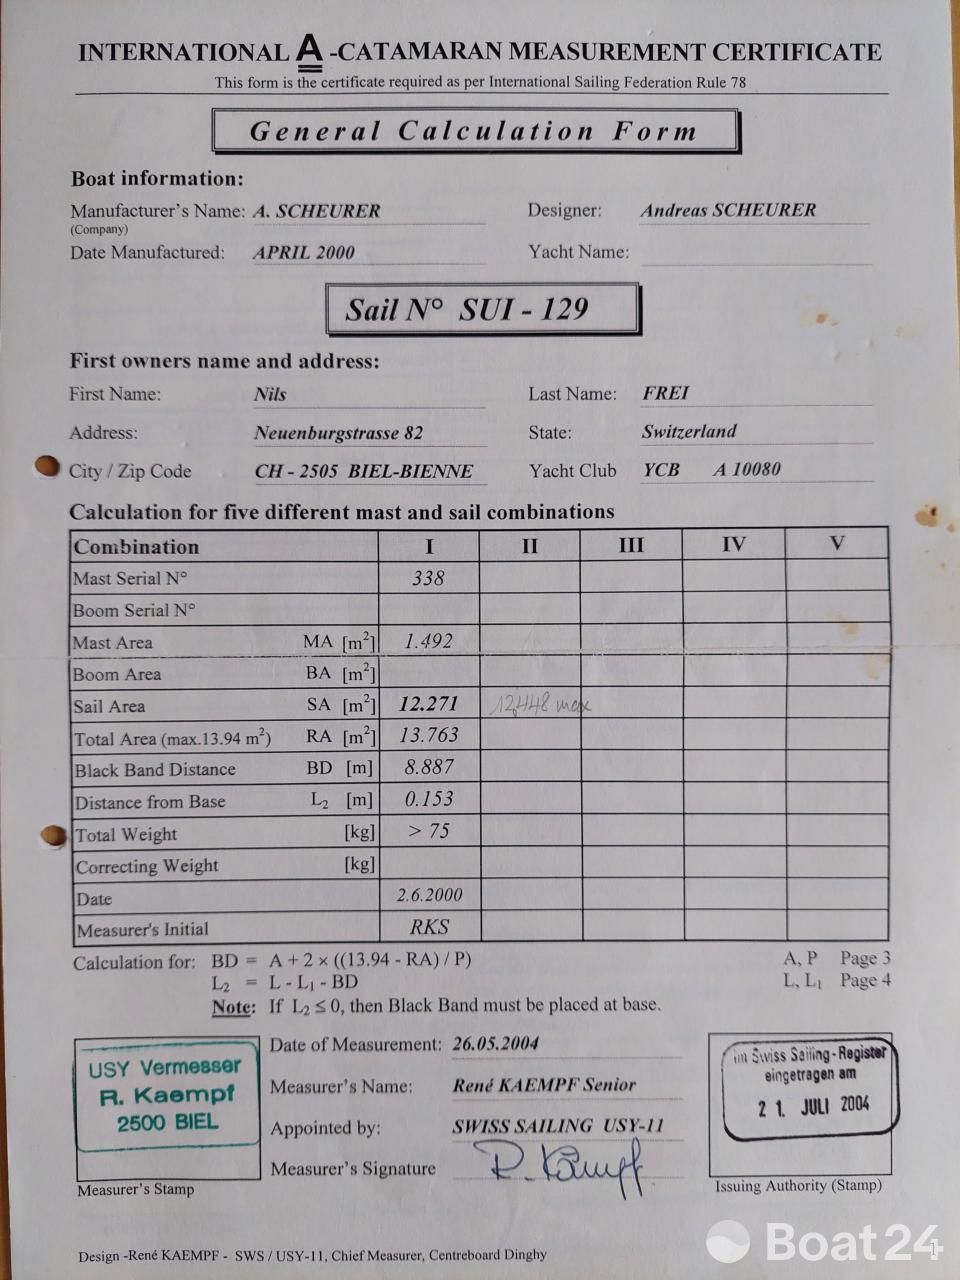 INTERNATIONAL A -CATAMARAN MEASUREMENT CERTIFICATE
This form is the certificate required as per International Sailing Federation Rule 78
General Calculation Form
Boat information:
Manufacturer's Name: A. SCHEURER Designer: Andreas SCHEURER
(Company)
Date Manufactured: APRIL 2000 Yacht Name:
Sail N° SUI - 129
First owners name and address:
First Name: Nils Last Name: FREI
Address: Neuenburgstrasse 82 State: Switzerland
City / Zip Code CH - 2505 BIEL-BIENNE Yacht Club YCB A 10080
Calculation for five different mast and sail combinations
Combination I II III IV V
Mast Serial N° 338
Boom Serial N°
Mast Area MA [m²] 1.492
Boom Area BA [m²]
Sail Area SA [m²] 12.271 12,448 max
Total Area (max.13.94 m²) RA [m²] 13.763
Black Band Distance BD [m] 8.887
Distance from Base L₂ [m] 0.153
Total Weight [kg] > 75
Correcting Weight [kg]
Date 2.6.2000
Measurer's Initial RKS
Calculation for: BD = A + 2 × ((13.94 - RA) / P) A, P Page 3
L₂ = L - L₁ - BD L, L₁ Page 4
Note: If L₂ ≤ 0, then Black Band must be placed at base.
USY Vermesser
R. Kaempf
2500 BIEL
Measurer's Stamp
Date of Measurement: 26.05.2004
Measurer's Name: René KAEMPF Senior
Appointed by: SWISS SAILING USY-11
Measurer's Signature R. Kämpf
im Swiss Sailing-Register
eingetragen am
21. JULI 2004
Issuing Authority (Stamp)
Design -René KAEMPF - SWS / USY-11, Chief Measurer, Centreboard Dinghy
1
Boat24